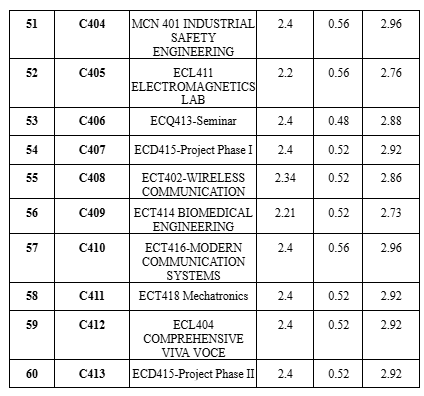 51 C404 MCN 401 INDUSTRIAL 2.4 0.56 2.96
SAFETY
ENGINEERING
52 C405 ECL411 2.2 0.56 2.76
ELECTROMAGNETICS
LAB
53 C406 ECQ413-Seminar 2.4 0.48 2.88
54 C407 ECD415-Project Phase I 2.4 0.52 2.92
55 C408 ECT402-WIRELESS 2.34 0.52 2.86
COMMUNICATION
56 C409 ECT414 BIOMEDICAL 2.21 0.52 2.73
ENGINEERING
57 C410 ECT416-MODERN 2.4 0.56 2.96
COMMUNICATION
SYSTEMS
58 C411 ECT418 Mechatronics 2.4 0.52 2.92
59 C412 ECL404 2.4 0.52 2.92
COMPREHENSIVE
VIVA VOCE
60 C413 ECD415-Project Phase II 2.4 0.52 2.92